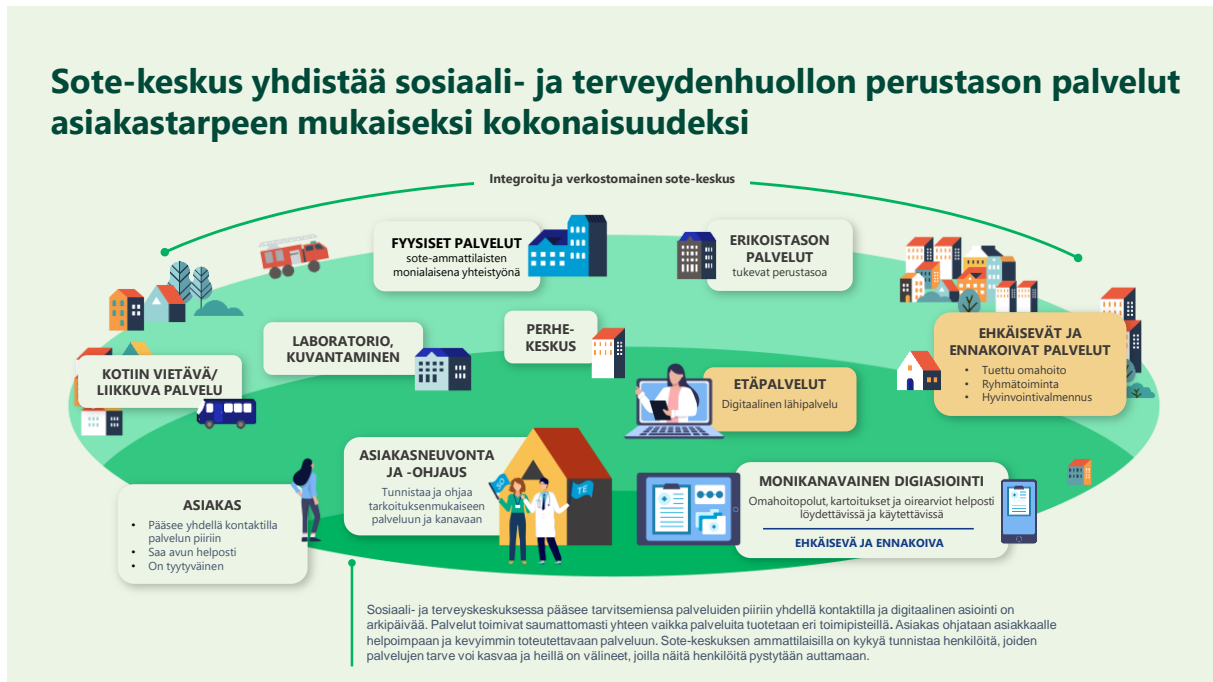 Sote-keskus yhdistää sosiaali- ja terveydenhuollon perustason palvelut
asiakastarpeen mukaiseksi kokonaisuudeksi
Integroitu ja verkostomainen sote-keskus
FYYSISET PALVELUT
sote-ammattilaisten
monialaisena yhteistyönä
ERIKOISTASON
PALVELUT
tukevat perustasoa
LABORATORIO,
KUVANTAMINEN
PERHE-
KESKUS
EHKÄISEVÄT JA
ENNAKOIVAT PALVELUT
• Tuettu omahoito
• Ryhmätoiminta
• Hyvinvointivalmennus
KOTIIN VIETÄVÄ/
LIIKKUVA PALVELU
ETÄPALVELUT
Digitaalinen lähipalvelu
ASIAKASNEUVONTA
JA -OHJAUS
Tunnistaa ja ohjaa
tarkoituksenmukaiseen
palveluun ja kanavaan
SO
TE
MONIKANAVAINEN DIGIASIOINTI
Omahoitopolut, kartoitukset ja oirearviot helposti
löydettävissä ja käytettävissä
EHKÄISEVÄ JA ENNAKOIVA
ASIAKAS
• Pääsee yhdellä kontaktilla
palvelun piiriin
• Saa avun helposti
• On tyytyväinen
Sosiaali- ja terveyskeskuksessa pääsee tarvitsemiensa palveluiden piiriin yhdellä kontaktilla ja digitaalinen asiointi on
arkipäivää. Palvelut toimivat saumattomasti yhteen vaikka palveluita tuotetaan eri toimipisteillä. Asiakas ohjataan asiakkaalle
helpoimpaan ja kevyimmin toteutettavaan palveluun. Sote-keskuksen ammattilaisilla on kykyä tunnistaa henkilöitä, joiden
palvelujen tarve voi kasvaa ja heillä on välineet, joilla näitä henkilöitä pystytään auttamaan.